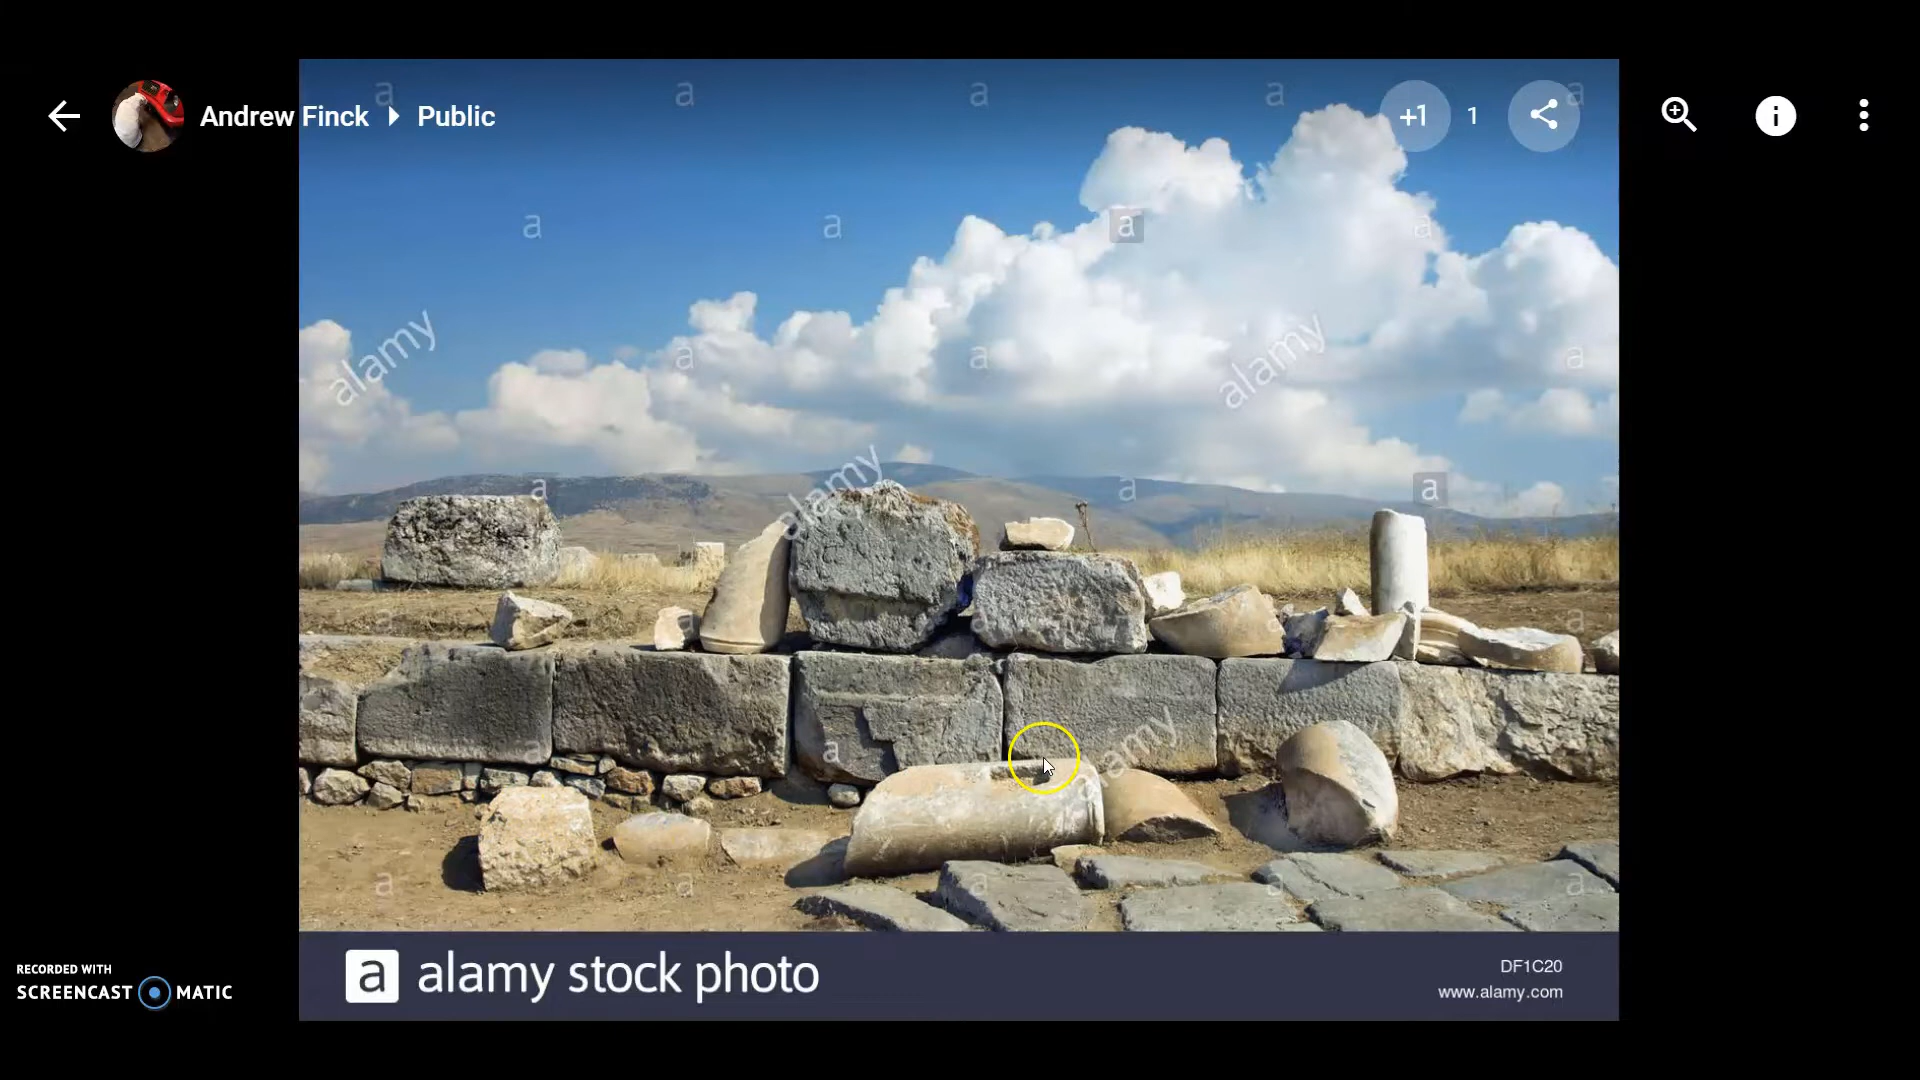 Andrew Finck Public
+1 1
a a a a a
a a a a
alamy alamy
a a a
alamy
a a a
a a a a
alamy
a
a a a a a
a alamy stock photo
DF1C20
www.alamy.com
RECORDED WITH
SCREENCAST MATIC